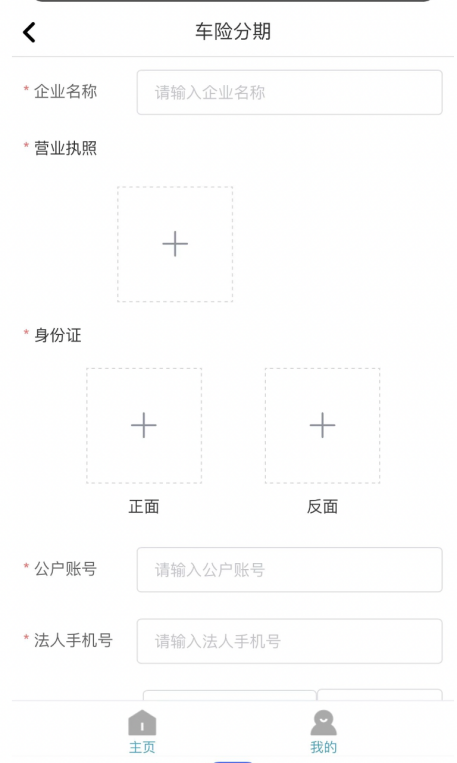 车险分期
* 企业名称 请输入企业名称
* 营业执照
* 身份证
正面 反面
* 公户账号 请输入公户账号
* 法人手机号 请输入法人手机号
主页 我的